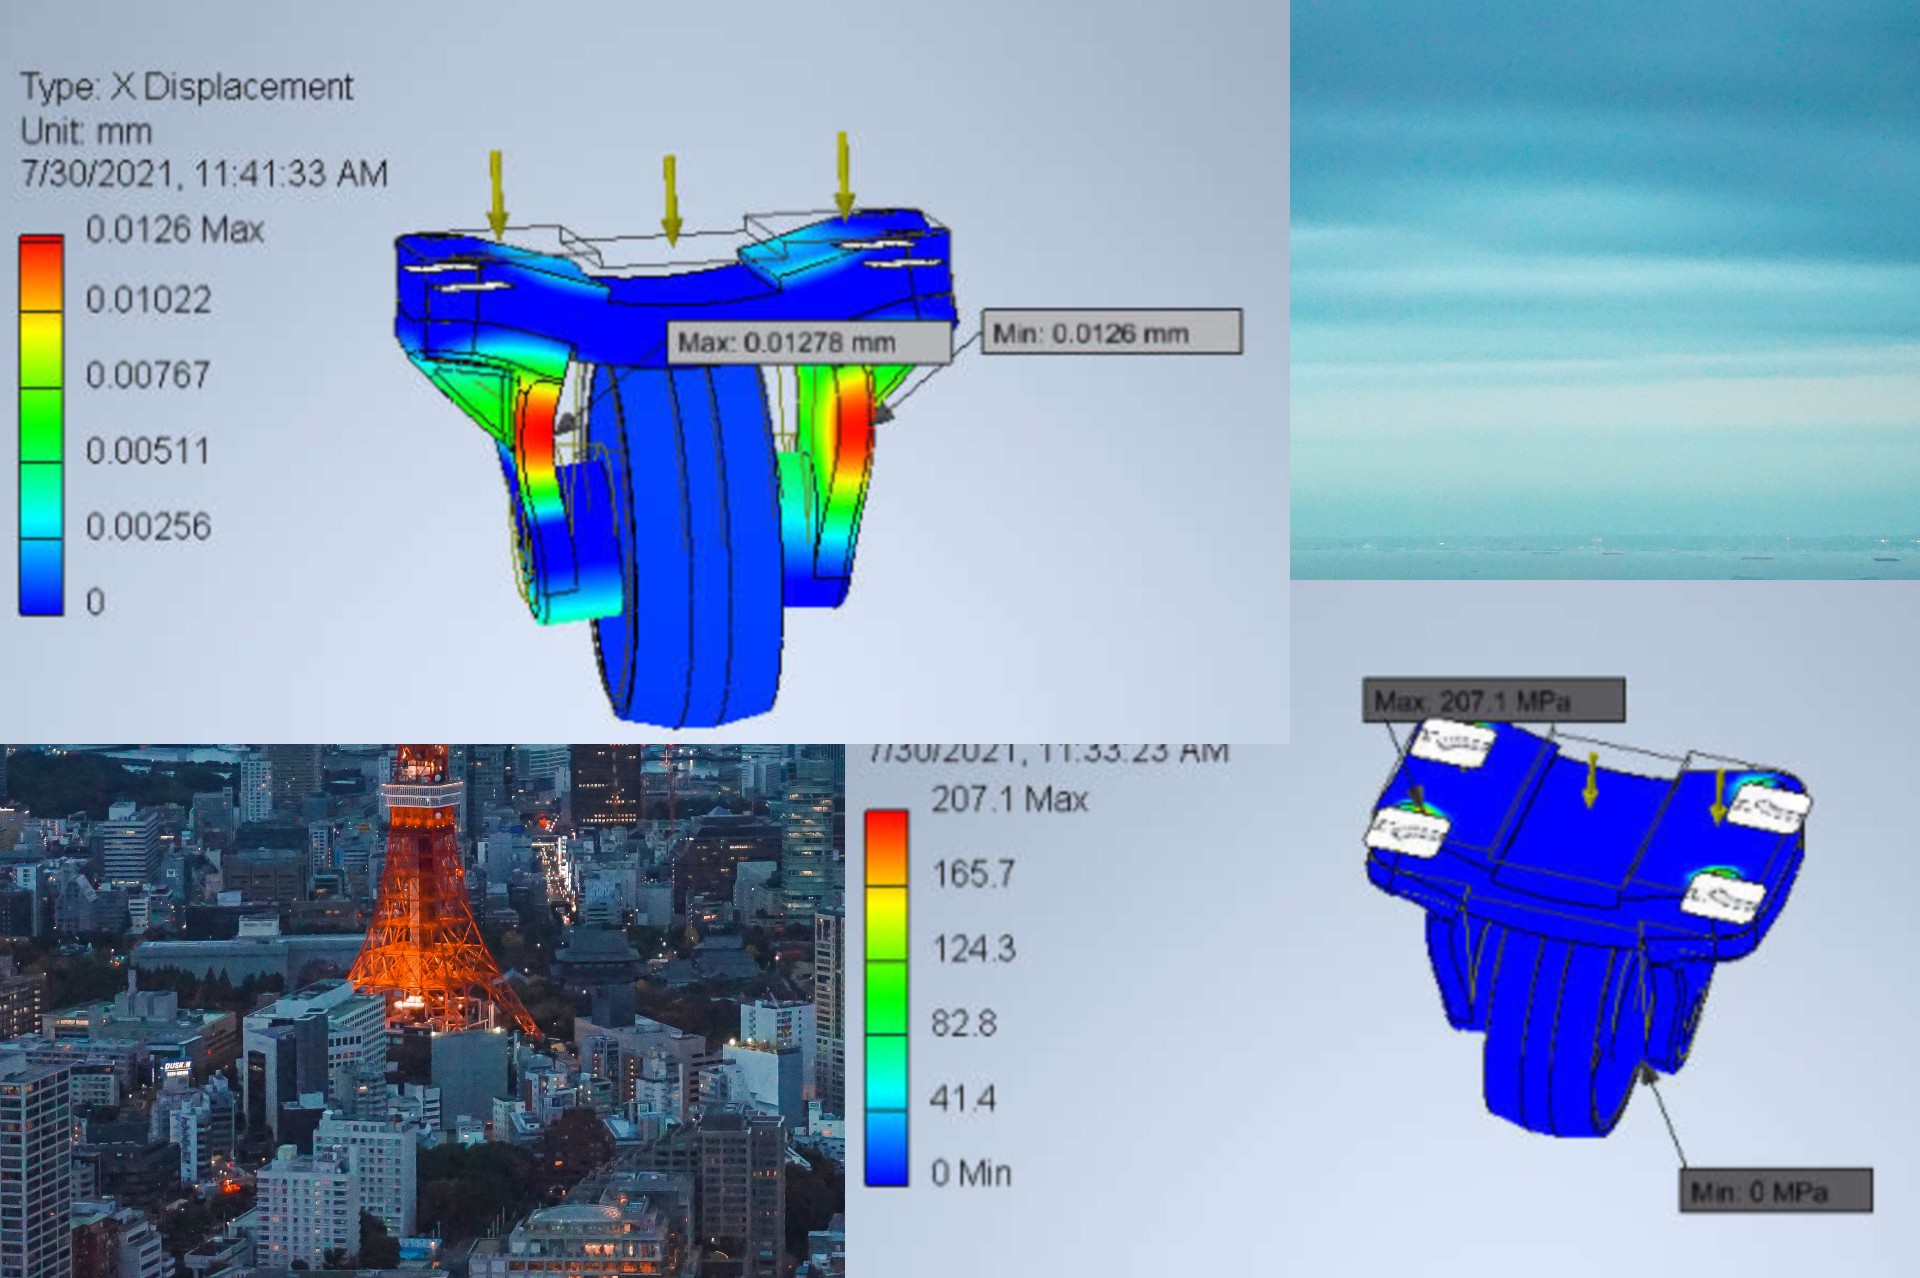 Type: X Displacement
Unit: mm
7/30/2021, 11:41:33 AM
0.0126 Max
0.01022
0.00767
0.00511
0.00256
0
Max: 0.01278 mm
Min: 0.0126 mm
DUSKIN
7/30/2021, 11:33:23 AM
207.1 Max
165.7
124.3
82.8
41.4
0 Min
Max: 207.1 MPa
Min: 0 MPa